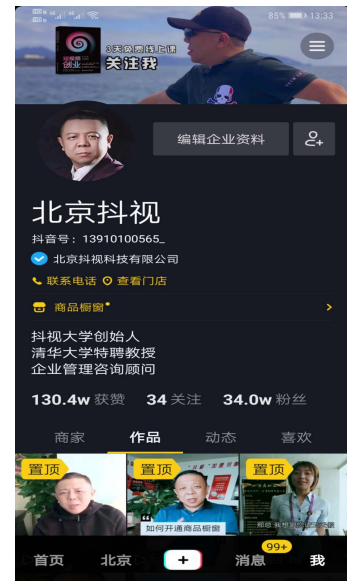 85% 13:33
3天免费线上课
关注我
创业
编辑企业资料
北京抖视
抖音号：13910100565_
北京抖视科技有限公司
联系电话 查看门店
商品橱窗
抖视大学创始人
清华大学特聘教授
企业管理咨询顾问
130.4w 获赞 34 关注 34.0w 粉丝
商家 作品 动态 喜欢
置顶 置顶 置顶
如何开通商品橱窗
首页 北京 + 消息 99+ 我